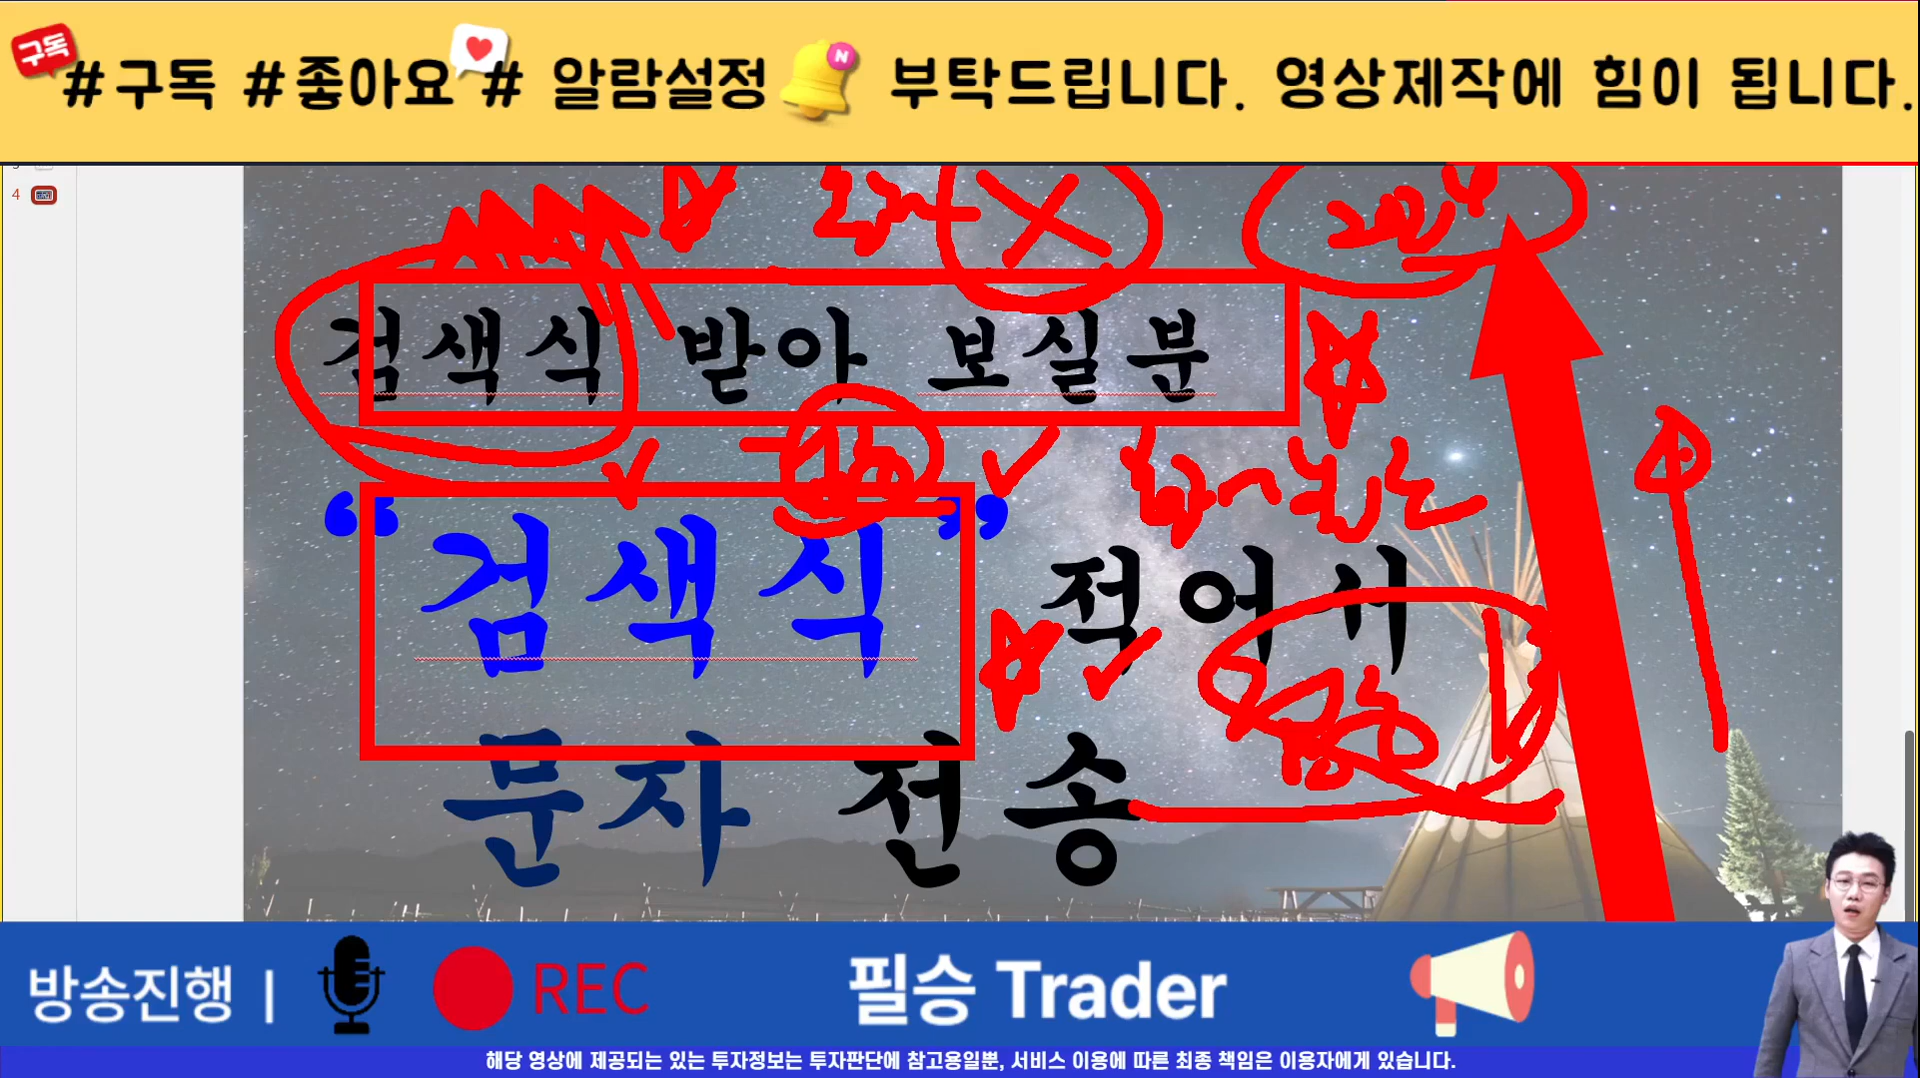 구독
#구독 #좋아요 # 알람설정 N 부탁드립니다. 영상제작에 힘이 됩니다.
4
검색식 받아 보실분
“검색식” 적어서
문자 전송
방송진행 | REC 필승 Trader
해당 영상에 제공되는 있는 투자정보는 투자판단에 참고용일뿐, 서비스 이용에 따른 최종 책임은 이용자에게 있습니다.